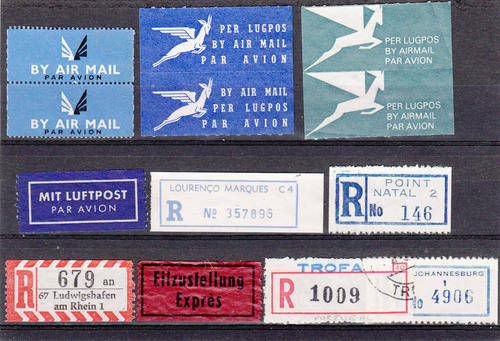 BY AIR MAIL
PAR AVION
BY AIR MAIL
PAR AVION
PER LUGPOS
BY AIR MAIL
PAR AVION
BY AIR MAIL
PER LUGPOS
PAR AVION
PER LUGPOS
BY AIRMAIL
PAR AVION
PER LUGPOS
BY AIRMAIL
PAR AVION
MIT LUFTPOST
PAR AVION
LOURENÇO MARQUES C4
R Nº 357896
POINT
NATAL 2
R No 146
R 679 an
67 Ludwigshafen
am Rhein 1
Eilzustellung
Exprès
TROFA
R 1009
PORTUGAL
JOHANNESBURG
1
No 4906